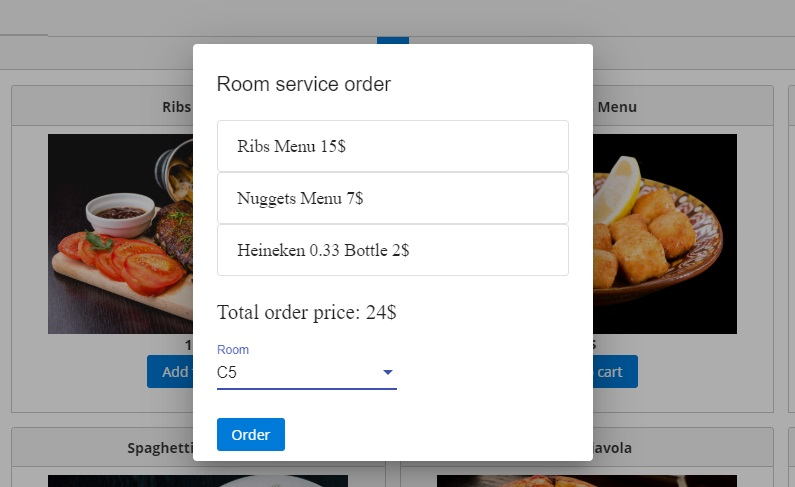 Room service order
Ribs
Menu
Ribs Menu 15$
Nuggets Menu 7$
Heineken 0.33 Bottle 2$
Total order price: 24$
Room
C5
Add
cart
Order
Spaghetti